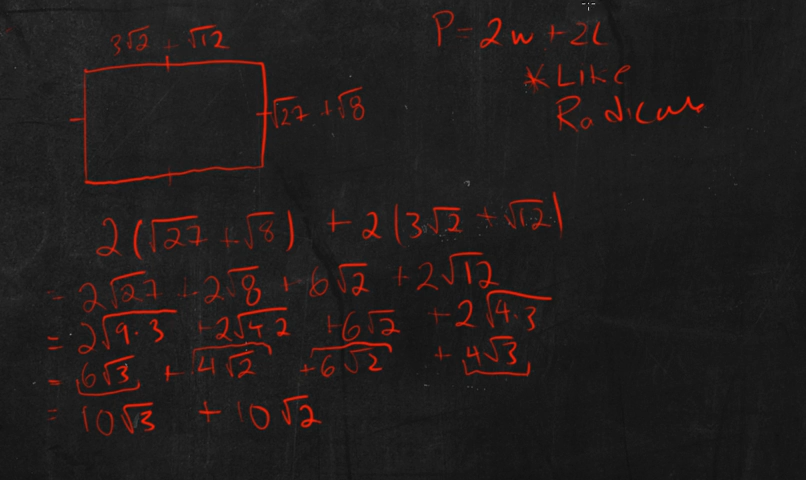 3√2 + √12
P = 2w + 2l
*Like
Radicals
√27 + √8
2(√27 + √8) + 2(3√2 + √12)
= 2√27 + 2√8 + 6√2 + 2√12
= 2√9·3 + 2√4·2 + 6√2 + 2√4·3
= 6√3 + 4√2 + 6√2 + 4√3
= 10√3 + 10√2